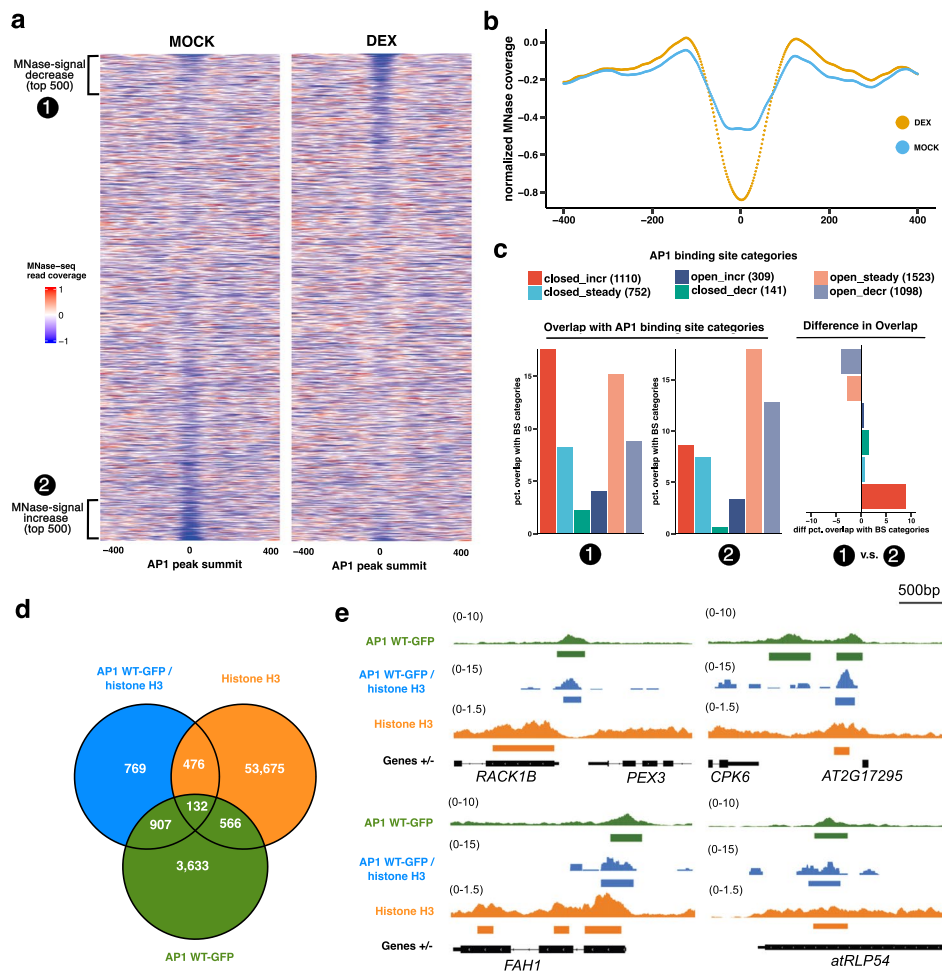 a
MOCK
DEX
MNase-signal
decrease
(top 500)
1
MNase-seq
read coverage
1
0
−1
2
MNase-signal
increase
(top 500)
−400
0
400
−400
0
400
AP1 peak summit
AP1 peak summit
b
normalized MNase coverage
0.0
−0.2
−0.4
−0.6
−0.8
−400
−200
0
200
400
DEX
MOCK
c
AP1 binding site categories
closed_incr (1110)
open_incr (309)
open_steady (1523)
closed_steady (752)
closed_decr (141)
open_decr (1098)
Overlap with AP1 binding site categories
Difference in Overlap
pct. overlap with BS categories
15
10
5
0
pct. overlap with BS categories
15
10
5
0
−10
−5
0
5
10
diff pct. overlap with BS categories
1
2
1 v.s. 2
d
AP1 WT-GFP /
histone H3
Histone H3
769
476
53,675
132
907
566
3,633
AP1 WT-GFP
500bp
e
(0-10)
(0-10)
AP1 WT-GFP
(0-15)
(0-15)
AP1 WT-GFP /
histone H3
(0-1.5)
(0-1.5)
Histone H3
Genes +/-
RACK1B
PEX3
CPK6
AT2G17295
(0-10)
(0-10)
AP1 WT-GFP
(0-15)
(0-15)
AP1 WT-GFP /
histone H3
(0-1.5)
(0-1.5)
Histone H3
Genes +/-
FAH1
atRLP54